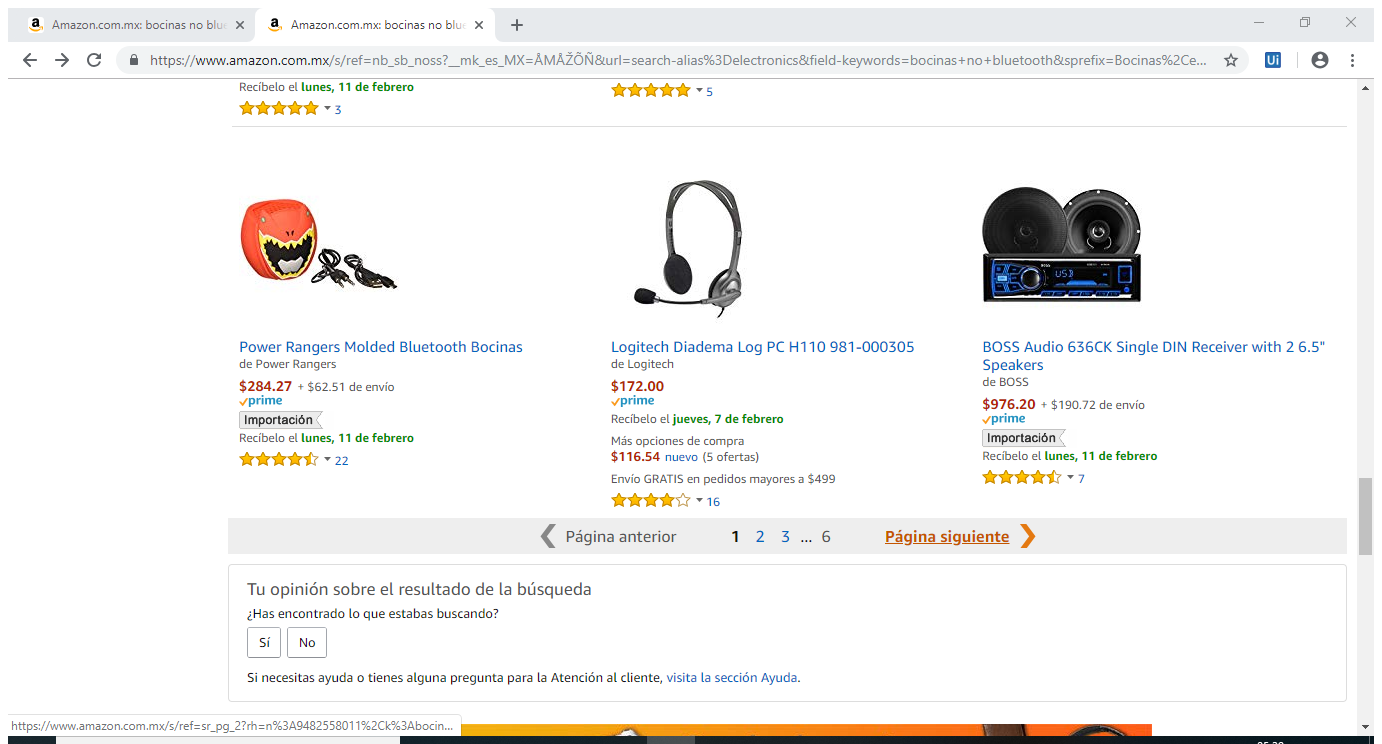 Amazon.com.mx: bocinas no blue
Amazon.com.mx: bocinas no blue
https://www.amazon.com.mx/s/ref=nb_sb_noss?__mk_es_MX=ÅMÅŽÕÑ&url=search-alias%3Delectronics&field-keywords=bocinas+no+bluetooth&sprefix=Bocinas%2Ce...
Ui
Recíbelo el lunes, 11 de febrero
3
5
USB
BOSS
Power Rangers Molded Bluetooth Bocinas
de Power Rangers
$284.27 + $62.51 de envío
prime
Importación
Recíbelo el lunes, 11 de febrero
22
Logitech Diadema Log PC H110 981-000305
de Logitech
$172.00
prime
Recíbelo el jueves, 7 de febrero
Más opciones de compra
$116.54 nuevo (5 ofertas)
Envío GRATIS en pedidos mayores a $499
16
BOSS Audio 636CK Single DIN Receiver with 2 6.5"
Speakers
de BOSS
$976.20 + $190.72 de envío
prime
Importación
Recíbelo el lunes, 11 de febrero
7
Página anterior 1 2 3 ... 6 Página siguiente
Tu opinión sobre el resultado de la búsqueda
¿Has encontrado lo que estabas buscando?
Sí No
Si necesitas ayuda o tienes alguna pregunta para la Atención al cliente, visita la sección Ayuda.
https://www.amazon.com.mx/s/ref=sr_pg_2?rh=n%3A9482558011%2Ck%3Abocin...